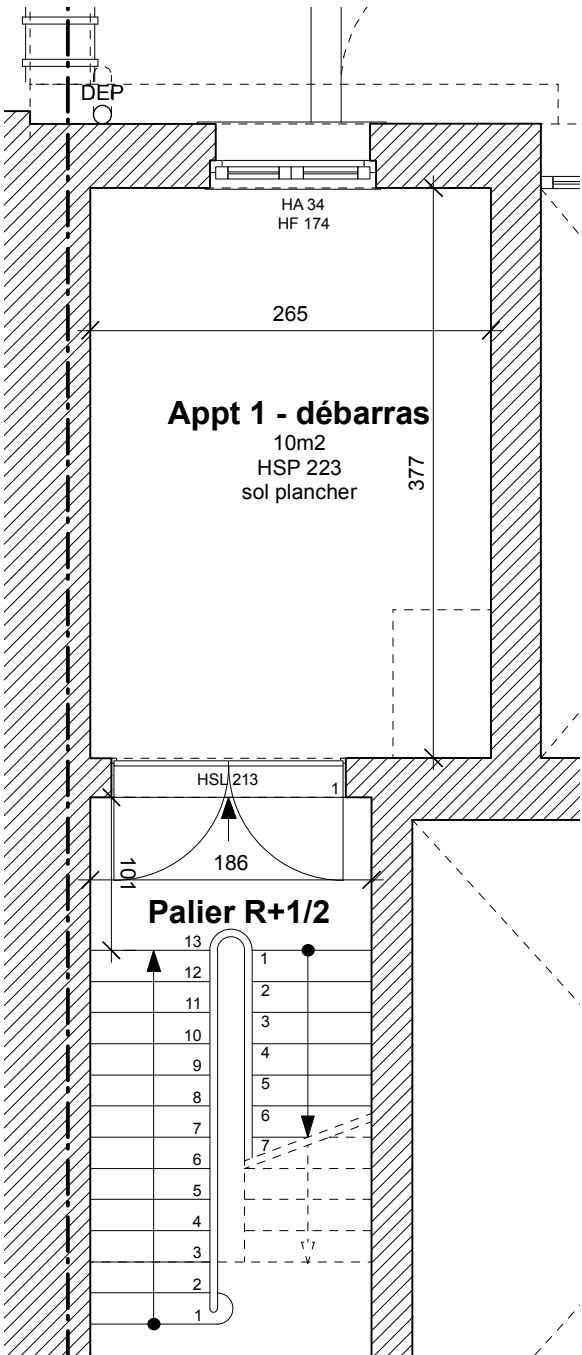 DEP
HA 34
HF 174
265
Appt 1 - débarras
10m2
HSP 223
sol plancher
377
HSL 213
1
101
186
Palier R+1/2
13
12
11
10
9
8
7
6
5
4
3
2
1
1
2
3
4
5
6
7